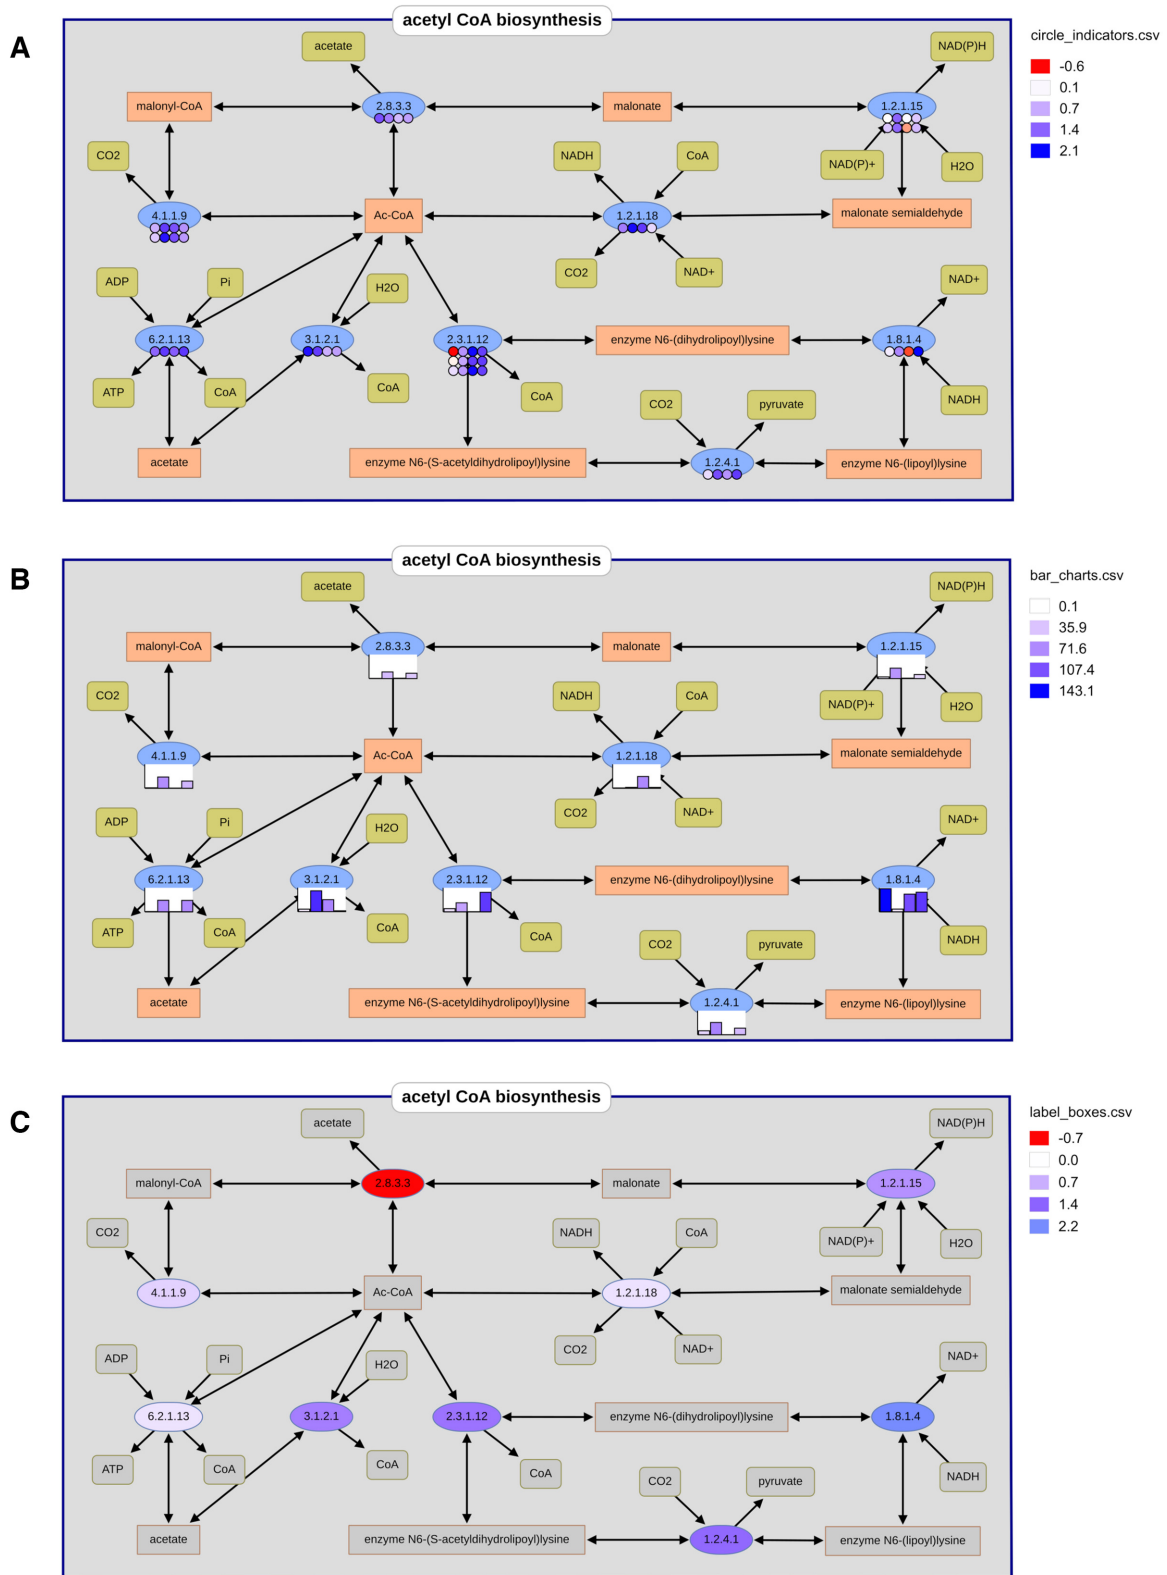 A
acetyl CoA biosynthesis
circle_indicators.csv
-0.6
0.1
0.7
1.4
2.1
acetate
NAD(P)H
malonyl-CoA
2.8.3.3
malonate
1.2.1.15
CO2
NADH
CoA
NAD(P)+
H2O
4.1.1.9
Ac-CoA
1.2.1.18
malonate semialdehyde
ADP
Pi
H2O
CO2
NAD+
NAD+
6.2.1.13
3.1.2.1
2.3.1.12
enzyme N6-(dihydrolipoyl)lysine
1.8.1.4
ATP
CoA
CoA
CoA
CO2
pyruvate
NADH
acetate
enzyme N6-(S-acetyldihydrolipoyl)lysine
1.2.4.1
enzyme N6-(lipoyl)lysine
B
acetyl CoA biosynthesis
bar_charts.csv
0.1
35.9
71.6
107.4
143.1
acetate
NAD(P)H
malonyl-CoA
2.8.3.3
malonate
1.2.1.15
CO2
NADH
CoA
NAD(P)+
H2O
4.1.1.9
Ac-CoA
1.2.1.18
malonate semialdehyde
ADP
Pi
H2O
CO2
NAD+
NAD+
6.2.1.13
3.1.2.1
2.3.1.12
enzyme N6-(dihydrolipoyl)lysine
1.8.1.4
ATP
CoA
CoA
CoA
CO2
pyruvate
NADH
acetate
enzyme N6-(S-acetyldihydrolipoyl)lysine
1.2.4.1
enzyme N6-(lipoyl)lysine
C
acetyl CoA biosynthesis
label_boxes.csv
-0.7
0.0
0.7
1.4
2.2
acetate
NAD(P)H
malonyl-CoA
2.8.3.3
malonate
1.2.1.15
CO2
NADH
CoA
NAD(P)+
H2O
4.1.1.9
Ac-CoA
1.2.1.18
malonate semialdehyde
ADP
Pi
H2O
CO2
NAD+
NAD+
6.2.1.13
3.1.2.1
2.3.1.12
enzyme N6-(dihydrolipoyl)lysine
1.8.1.4
ATP
CoA
CoA
CoA
CO2
pyruvate
NADH
acetate
enzyme N6-(S-acetyldihydrolipoyl)lysine
1.2.4.1
enzyme N6-(lipoyl)lysine